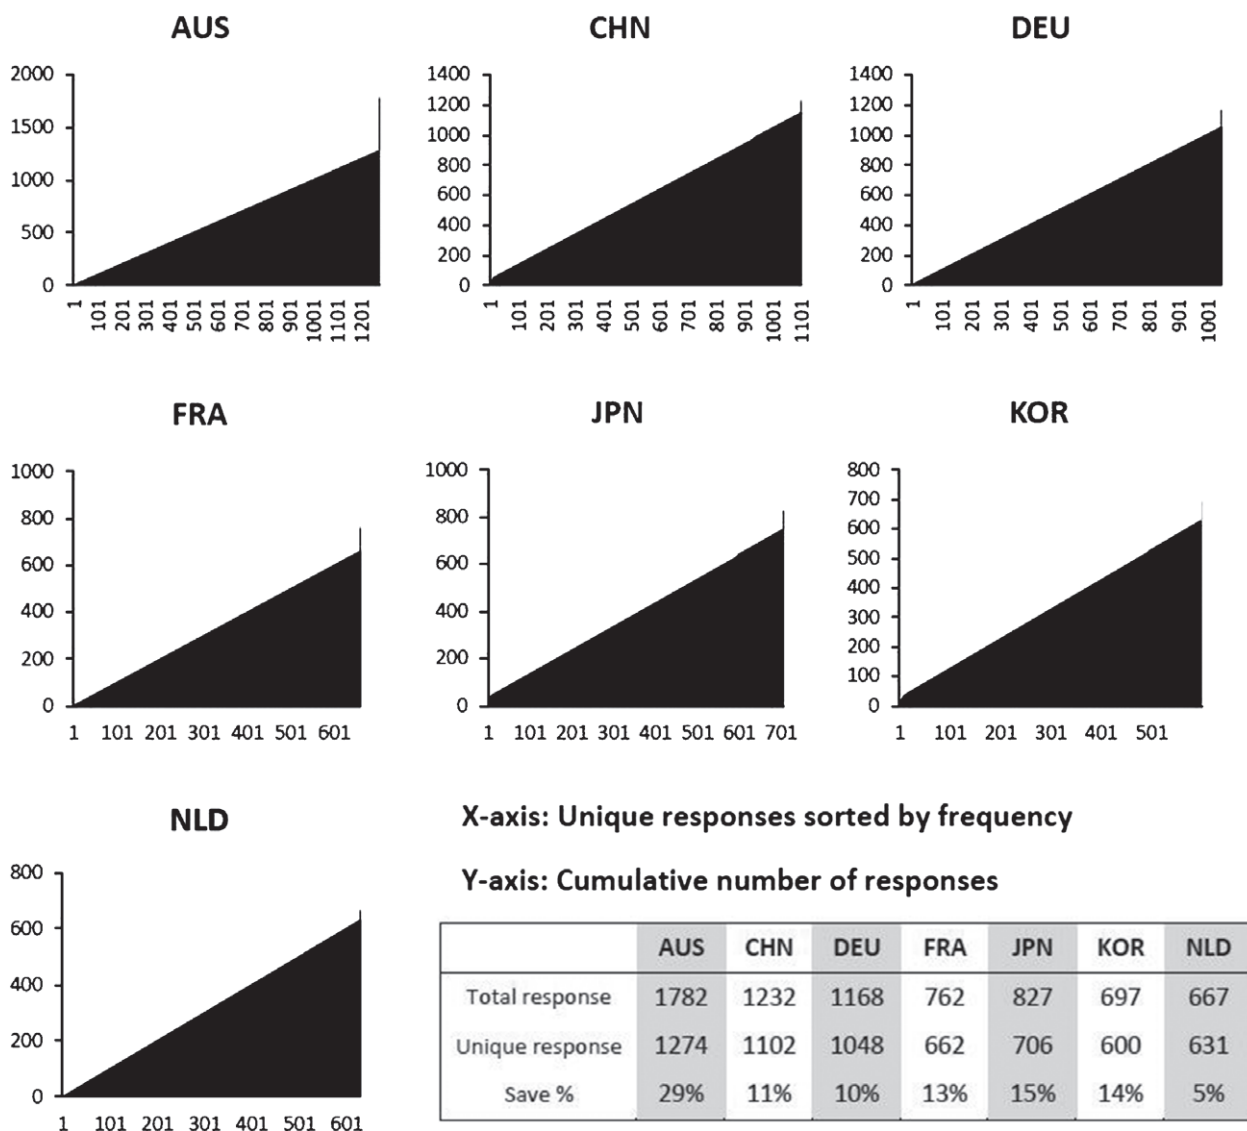 AUS
2000
1500
1000
500
0
1 101 201 301 401 501 601 701 801 901 1001 1101 1201
CHN
1400
1200
1000
800
600
400
200
0
1 101 201 301 401 501 601 701 801 901 1001 1101
DEU
1400
1200
1000
800
600
400
200
0
1 101 201 301 401 501 601 701 801 901 1001
FRA
1000
800
600
400
200
0
1 101 201 301 401 501 601
JPN
1000
800
600
400
200
0
1 101 201 301 401 501 601 701
KOR
800
700
600
500
400
300
200
100
0
1 101 201 301 401 501
NLD
800
600
400
200
0
1 101 201 301 401 501 601
X-axis: Unique responses sorted by frequency
Y-axis: Cumulative number of responses
AUS CHN DEU FRA JPN KOR NLD
Total response 1782 1232 1168 762 827 697 667
Unique response 1274 1102 1048 662 706 600 631
Save % 29% 11% 10% 13% 15% 14% 5%